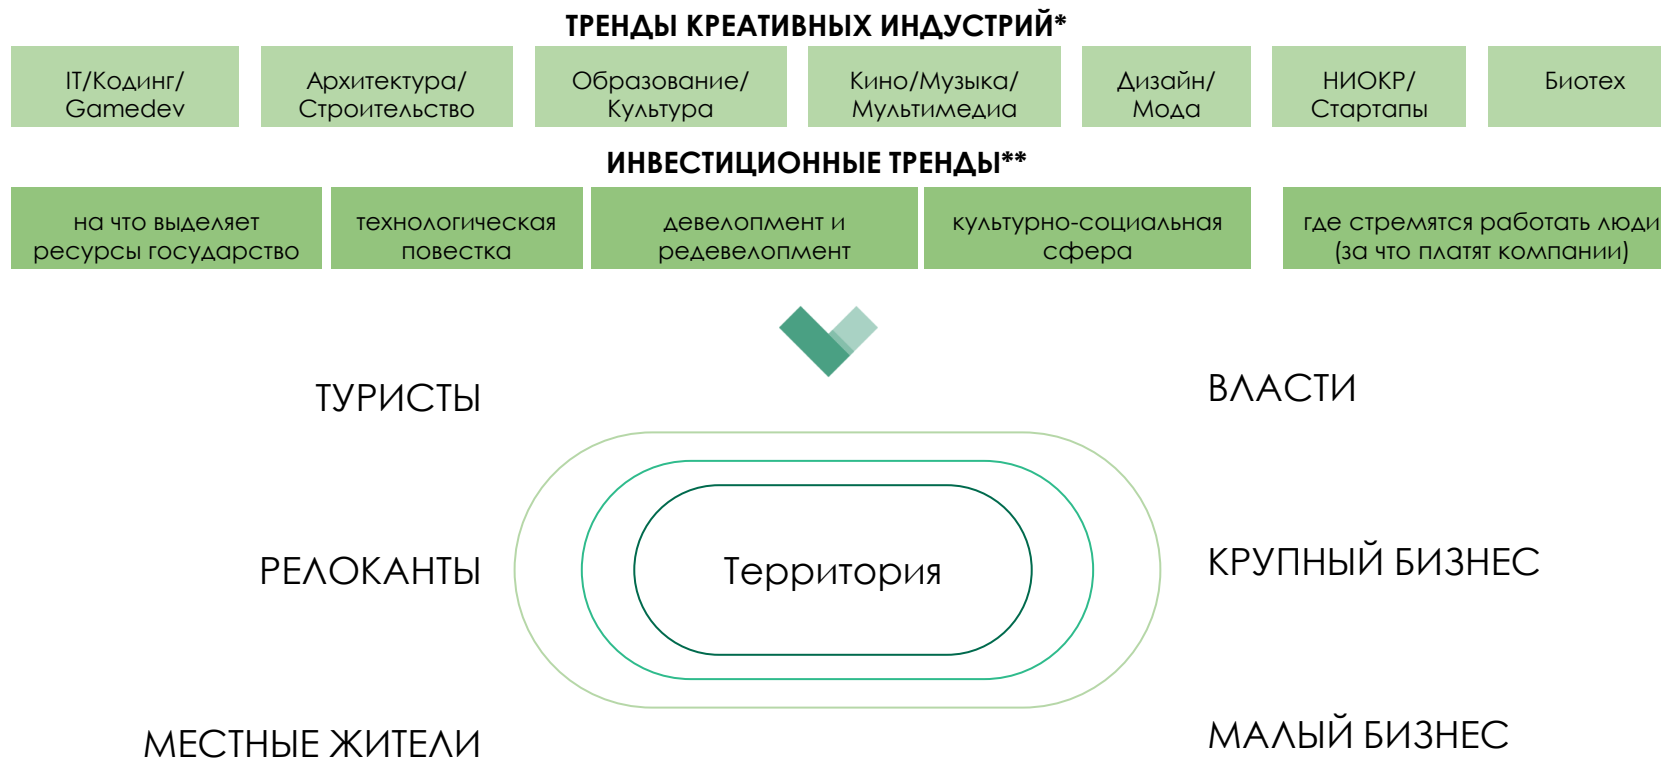 ТРЕНДЫ КРЕАТИВНЫХ ИНДУСТРИЙ*
IT/Кодинг/
Gamedev
Архитектура/
Строительство
Образование/
Культура
Кино/Музыка/
Мультимедиа
Дизайн/
Мода
НИОКР/
Стартапы
Биотех
ИНВЕСТИЦИОННЫЕ ТРЕНДЫ**
на что выделяет
ресурсы государство
технологическая
повестка
девелопмент и
редевелопмент
культурно-социальная
сфера
где стремятся работать люди
(за что платят компании)
ТУРИСТЫ
ВЛАСТИ
РЕЛОКАНТЫ
Территория
КРУПНЫЙ БИЗНЕС
МЕСТНЫЕ ЖИТЕЛИ
МАЛЫЙ БИЗНЕС